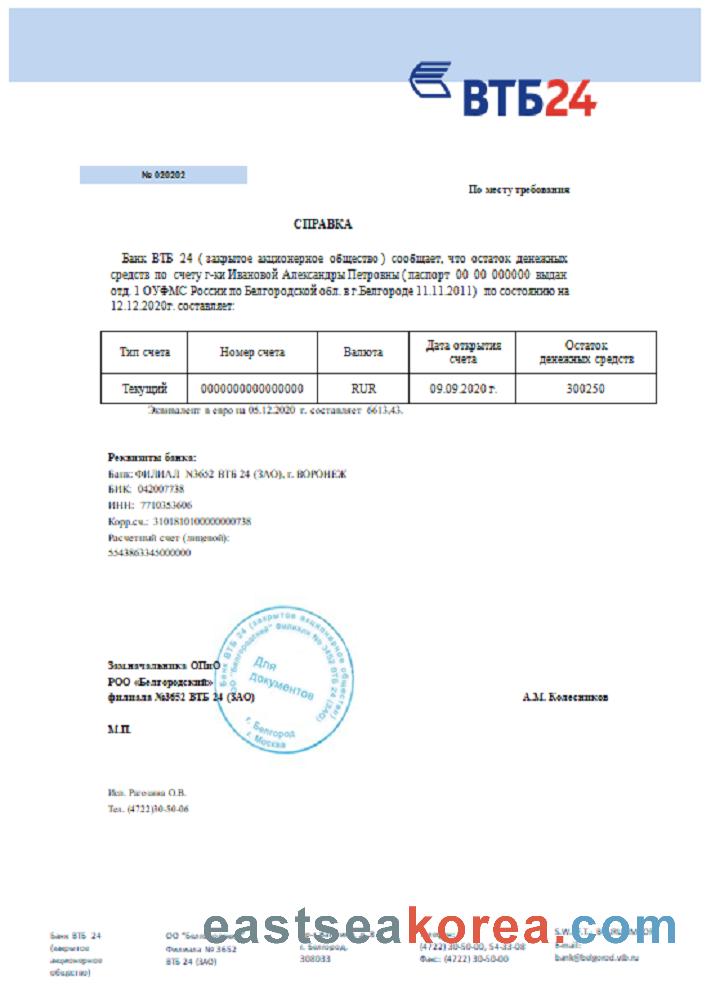 ВТБ24
№ 020202
По месту требования
СПРАВКА
Банк ВТБ 24 ( закрытое акционерное общество ) сообщает, что остаток денежных
средств по счету г-ки Ивановой Александры Петровны ( паспорт 00 00 000000 выдан
отд. 1 ОУФМС России по Белгородской обл. в г.Белгороде 11.11.2011) по состоянию на
12.12.2020г. составляет:
Тип счета Номер счета Валюта Дата открытия счета Остаток денежных средств
Текущий 0000000000000000 RUR 09.09.2020 г. 300250
Эквивалент в евро на 05.12.2020 г. составляет 6613,43.
Реквизиты банка:
Банк: ФИЛИАЛ N3652 ВТБ 24 (ЗАО), г. ВОРОНЕЖ
БИК: 042007738
ИНН: 7710353606
Корр.сч.: 3101810100000000738
Расчетный счет (лицевой):
5543863345000000
Зам.начальника ОПиО
РОО «Белгородский»
филиала №3652 ВТБ 24 (ЗАО)
А.М. Колесников
М.П.
Банк ВТБ 24 (закрытое акционерное общество)
"Белгородский" Филиала № 3652 ВТБ 24 (ЗАО)
Для
документов
г. Белгород
г. Москва
Исп. Рагозина О.В.
Тел. (4722)30-50-06
eastseakorea.com
Банк ВТБ 24
(закрытое
акционерное
общество)
ОО
Филиала № 3652
ВТБ 24 (ЗАО)
г. Белгород,
308033
(4722) 30-50-00, 54-33-08
Факс: (4722) 30-50-00
E-mail:
bank@belgorod.vtb.ru